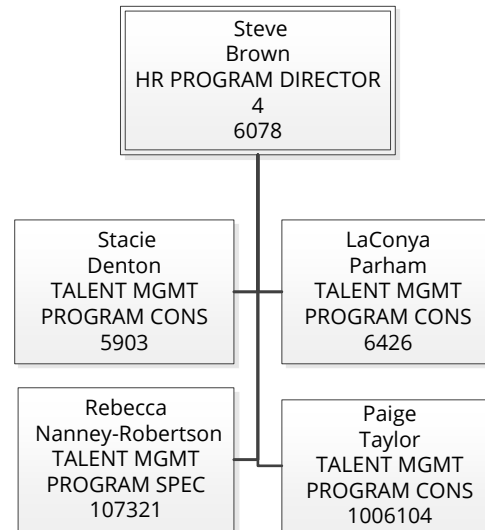 Steve
Brown
HR PROGRAM DIRECTOR
4
6078
Stacie
Denton
TALENT MGMT
PROGRAM CONS
5903
LaConya
Parham
TALENT MGMT
PROGRAM CONS
6426
Rebecca
Nanney-Robertson
TALENT MGMT
PROGRAM SPEC
107321
Paige
Taylor
TALENT MGMT
PROGRAM CONS
1006104